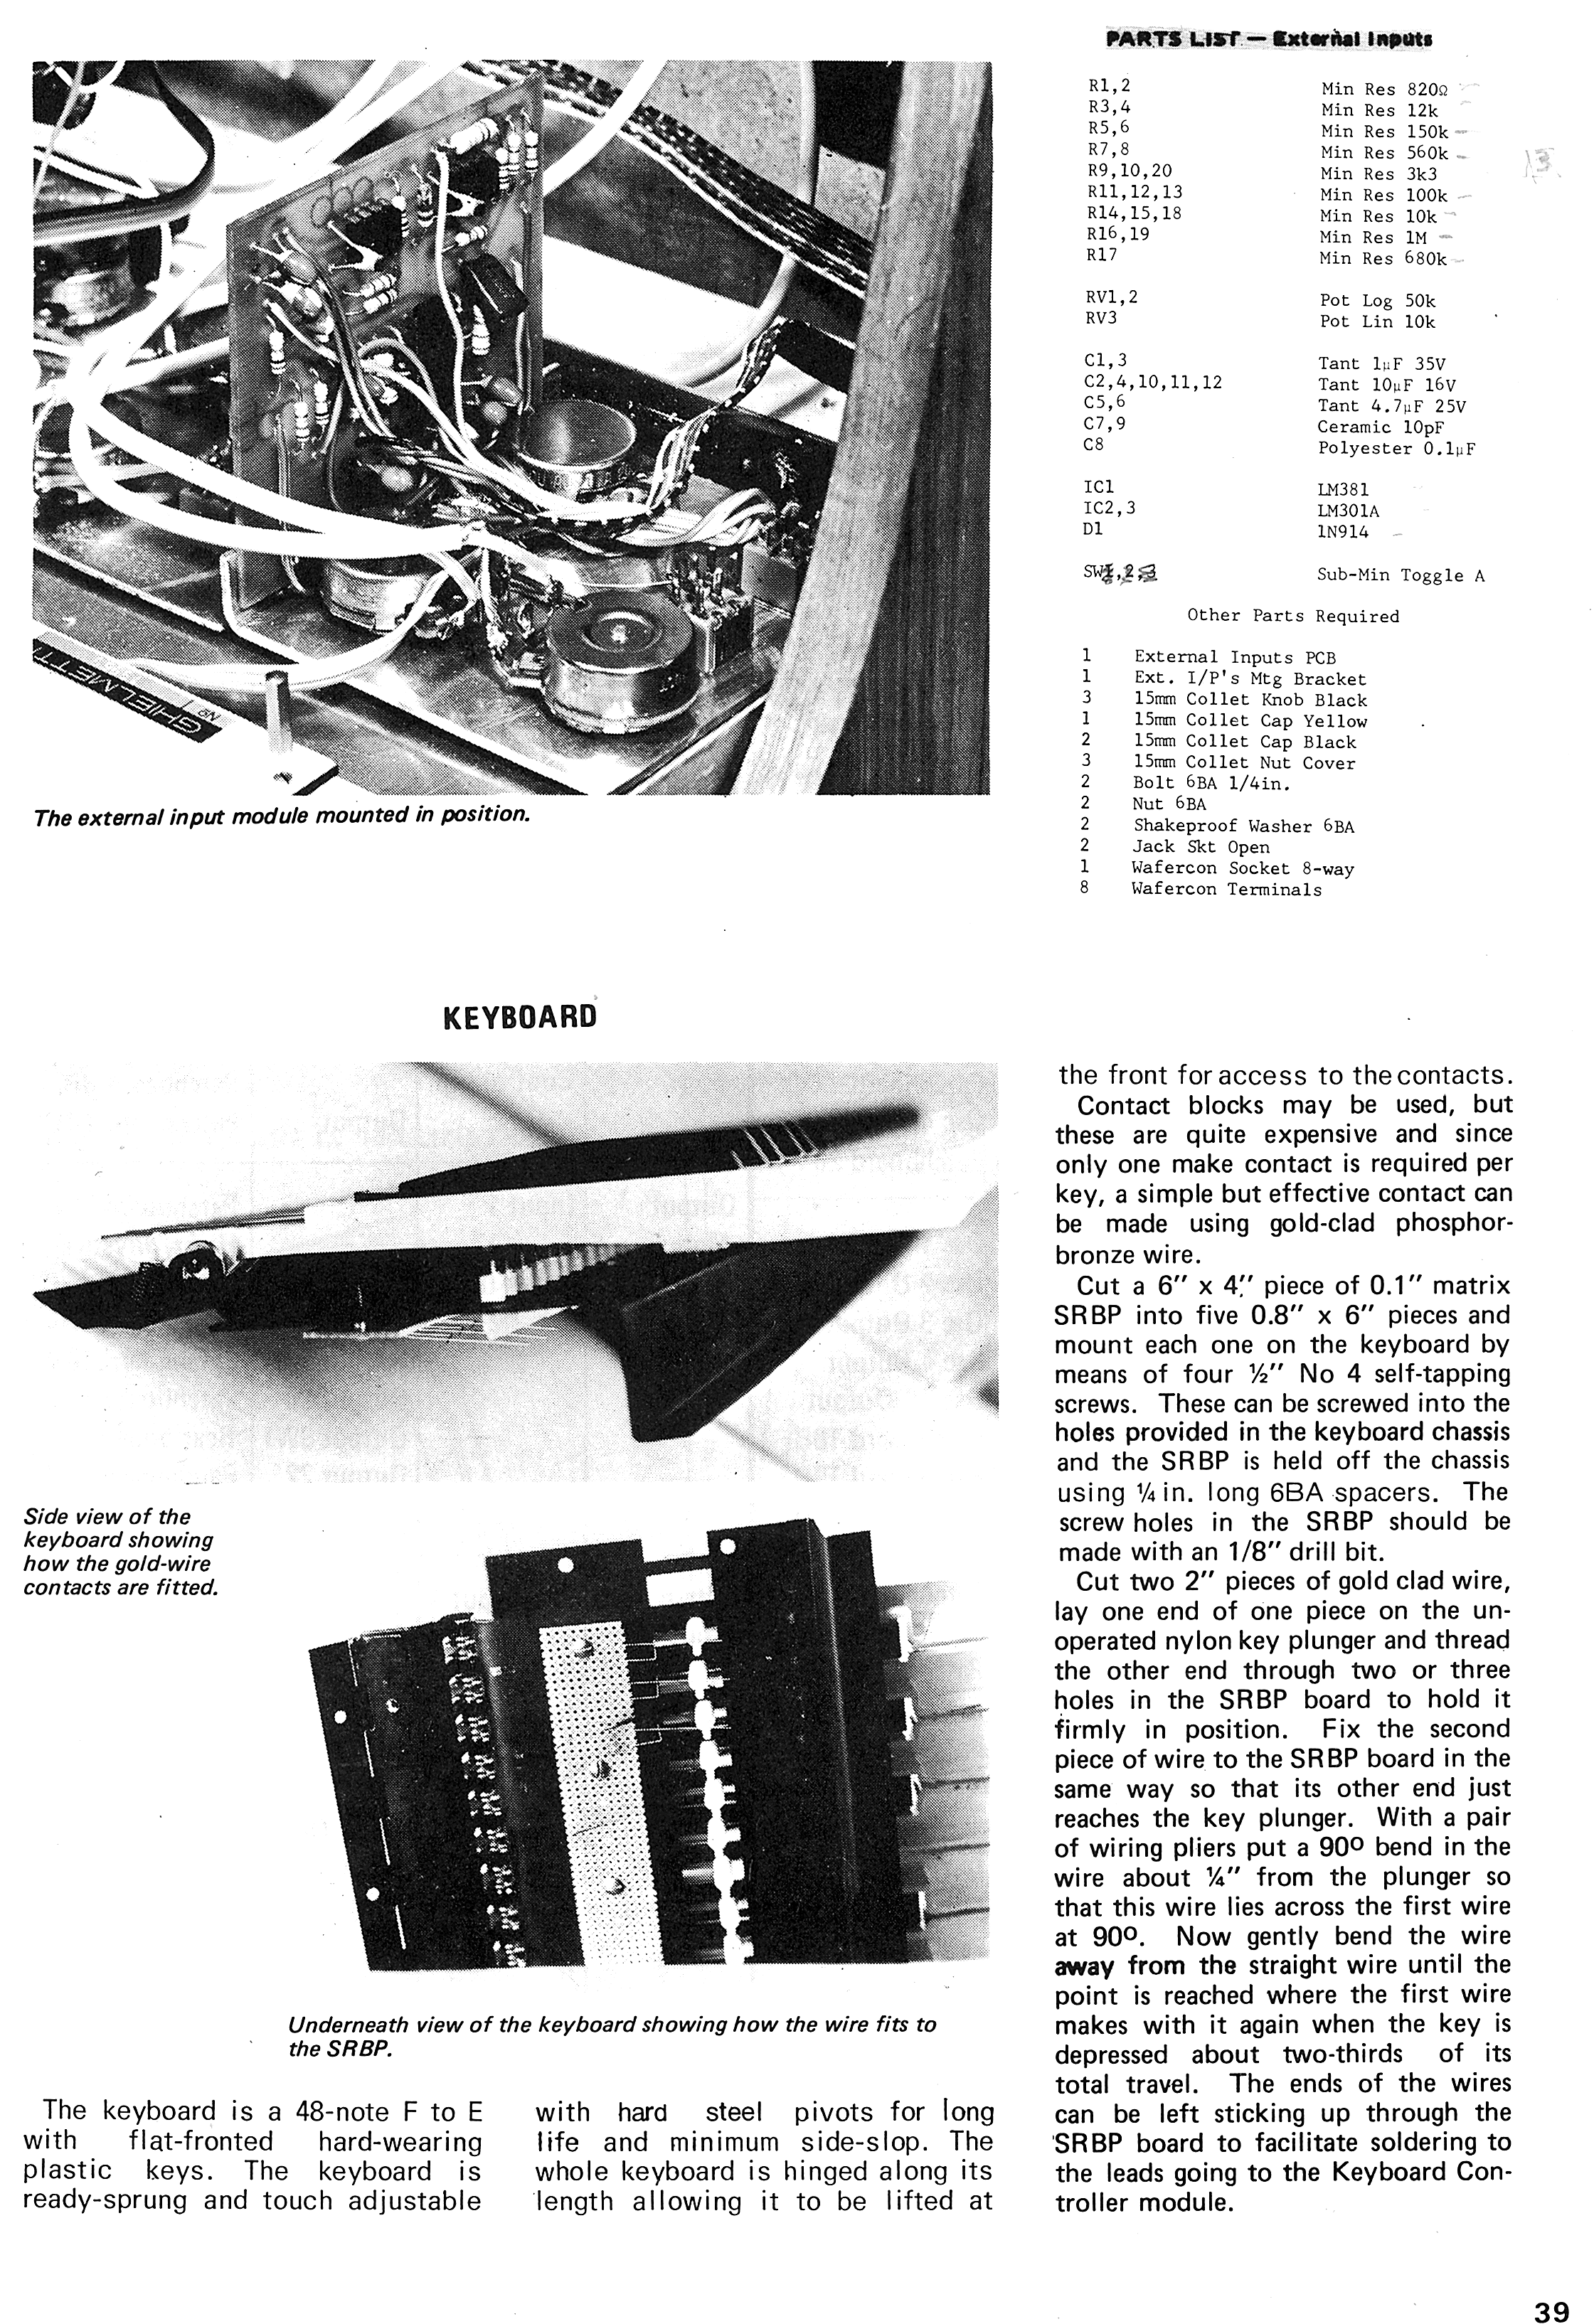 PARTS LIST — External Inputs
R1,2 Min Res 820Ω
R3,4 Min Res 12k
R5,6 Min Res 150k
R7,8 Min Res 560k
R9,10,20 Min Res 3k3
R11,12,13 Min Res 100k
R14,15,18 Min Res 10k
R16,19 Min Res 1M
R17 Min Res 680k
13
RV1,2 Pot Log 50k
RV3 Pot Lin 10k
C1,3 Tant 1µF 35V
C2,4,10,11,12 Tant 10µF 16V
C5,6 Tant 4.7µF 25V
C7,9 Ceramic 10pF
C8 Polyester 0.1µF
IC1 LM381
IC2,3 LM301A
D1 1N914
SW1,2,3 Sub-Min Toggle A
Other Parts Required
1 External Inputs PCB
1 Ext. I/P's Mtg Bracket
3 15mm Collet Knob Black
1 15mm Collet Cap Yellow
2 15mm Collet Cap Black
3 15mm Collet Nut Cover
2 Bolt 6BA 1/4in.
2 Nut 6BA
2 Shakeproof Washer 6BA
2 Jack Skt Open
1 Wafercon Socket 8-way
8 Wafercon Terminals
GHIELMETTI
The external input module mounted in position.
KEYBOARD
Side view of the
keyboard showing
how the gold-wire
contacts are fitted.
Underneath view of the keyboard showing how the wire fits to
the SRBP.
The keyboard is a 48-note F to E
with flat-fronted hard-wearing
plastic keys. The keyboard is
ready-sprung and touch adjustable
with hard steel pivots for long
life and minimum side-slop. The
whole keyboard is hinged along its
length allowing it to be lifted at
the front for access to the contacts.
Contact blocks may be used, but
these are quite expensive and since
only one make contact is required per
key, a simple but effective contact can
be made using gold-clad phosphor-
bronze wire.
Cut a 6" x 4" piece of 0.1" matrix
SRBP into five 0.8" x 6" pieces and
mount each one on the keyboard by
means of four ½" No 4 self-tapping
screws. These can be screwed into the
holes provided in the keyboard chassis
and the SRBP is held off the chassis
using ¼ in. long 6BA spacers. The
screw holes in the SRBP should be
made with an 1/8" drill bit.
Cut two 2" pieces of gold clad wire,
lay one end of one piece on the un-
operated nylon key plunger and thread
the other end through two or three
holes in the SRBP board to hold it
firmly in position. Fix the second
piece of wire to the SRBP board in the
same way so that its other end just
reaches the key plunger. With a pair
of wiring pliers put a 90º bend in the
wire about ¼" from the plunger so
that this wire lies across the first wire
at 90º. Now gently bend the wire
away from the straight wire until the
point is reached where the first wire
makes with it again when the key is
depressed about two-thirds of its
total travel. The ends of the wires
can be left sticking up through the
SRBP board to facilitate soldering to
the leads going to the Keyboard Con-
troller module.
39